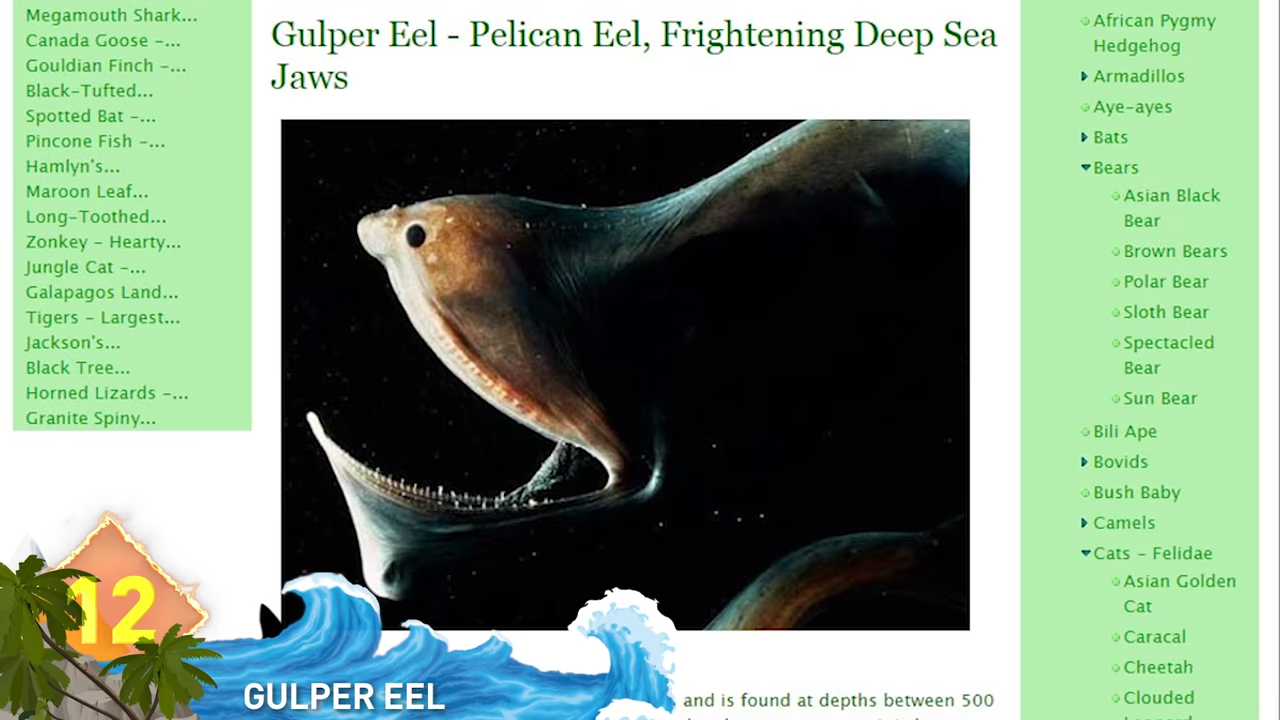 Megamouth Shark...
Canada Goose –...
Gouldian Finch –...
Black-Tufted...
Spotted Bat –...
Pincone Fish –...
Hamlyn's...
Maroon Leaf...
Long-Toothed...
Zonkey – Hearty...
Jungle Cat –...
Galapagos Land...
Tigers – Largest...
Jackson's...
Black Tree...
Horned Lizards –...
Granite Spiny...
Gulper Eel - Pelican Eel, Frightening Deep Sea
Jaws
and is found at depths between 500
12
GULPER EEL
African Pygmy
Hedgehog
Armadillos
Aye-ayes
Bats
Bears
Asian Black
Bear
Brown Bears
Polar Bear
Sloth Bear
Spectacled
Bear
Sun Bear
Bili Ape
Bovids
Bush Baby
Camels
Cats – Felidae
Asian Golden
Cat
Caracal
Cheetah
Clouded